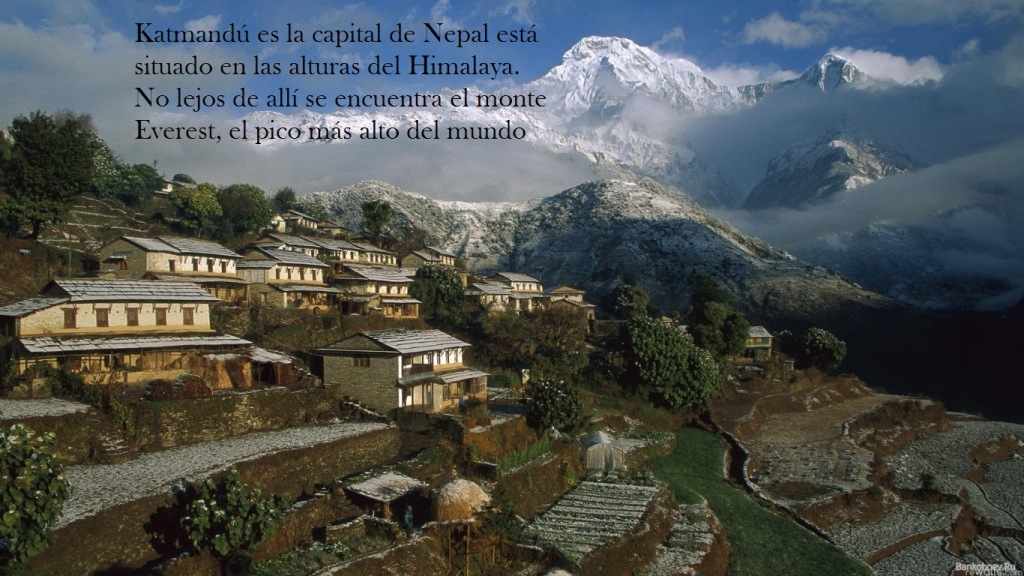 Katmandú es la capital de Nepal está
situado en las alturas del Himalaya.
No lejos de allí se encuentra el monte
Everest, el pico más alto del mundo